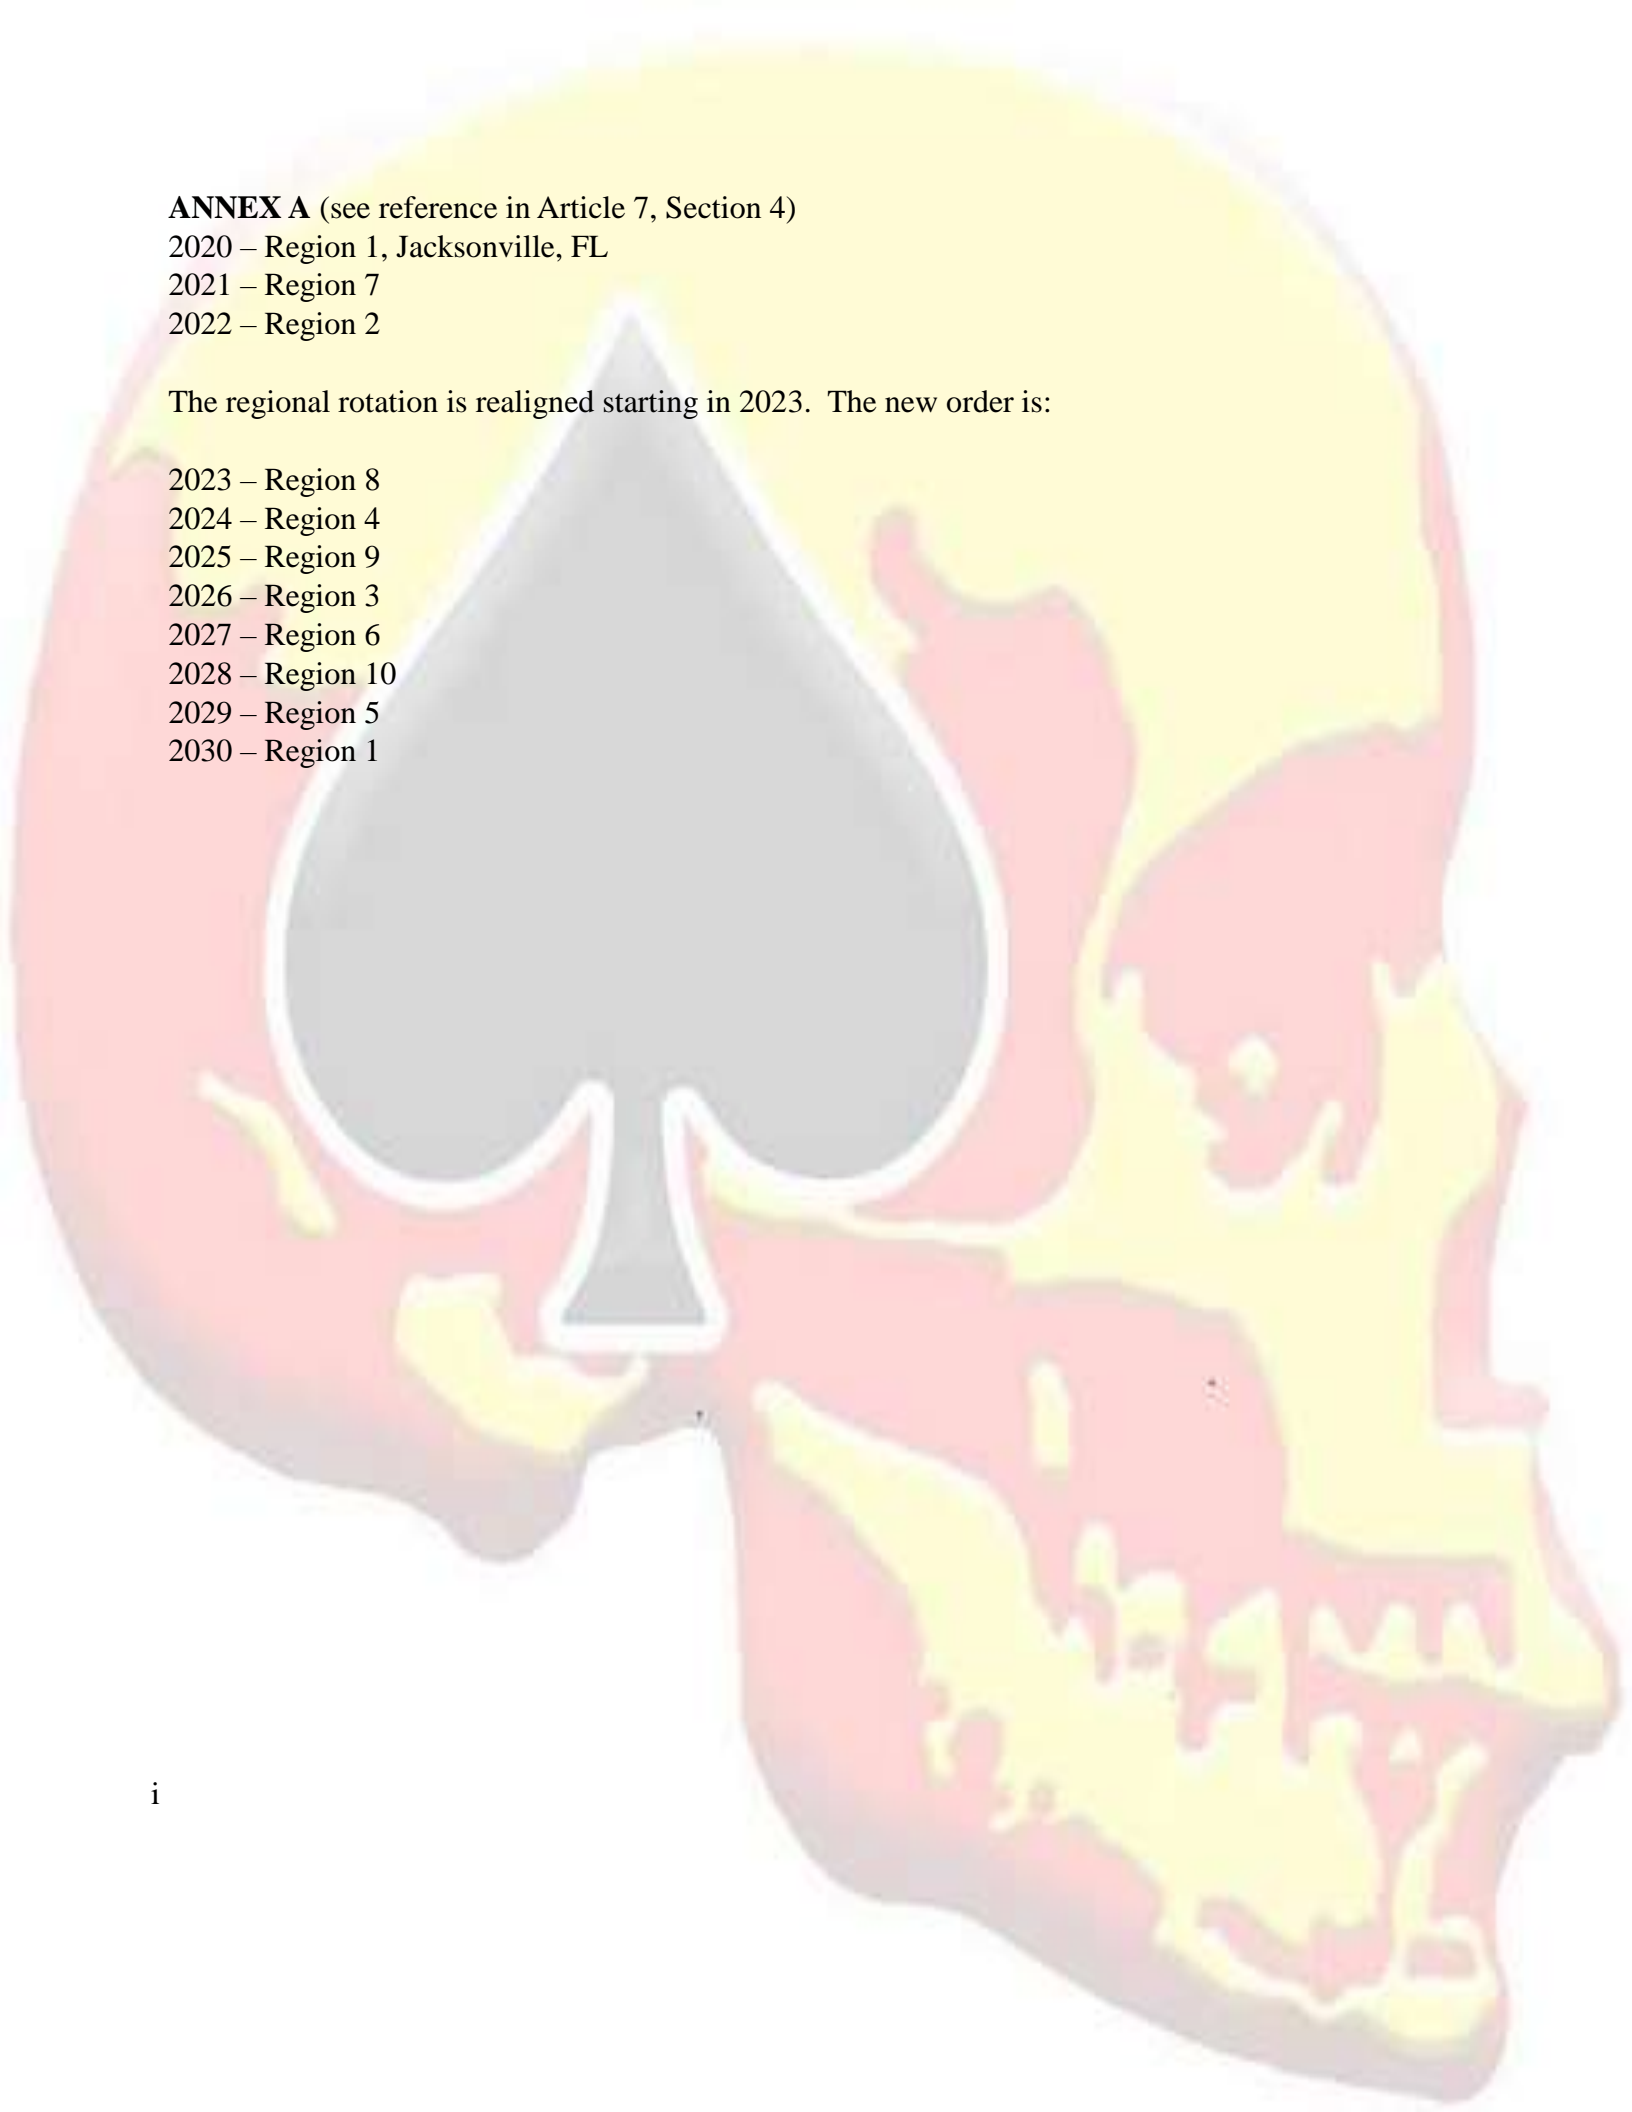 ANNEX A (see reference in Article 7, Section 4)
2020 – Region 1, Jacksonville, FL
2021 – Region 7
2022 – Region 2
The regional rotation is realigned starting in 2023.  The new order is:
2023 – Region 8
2024 – Region 4
2025 – Region 9
2026 – Region 3
2027 – Region 6
2028 – Region 10
2029 – Region 5
2030 – Region 1
i